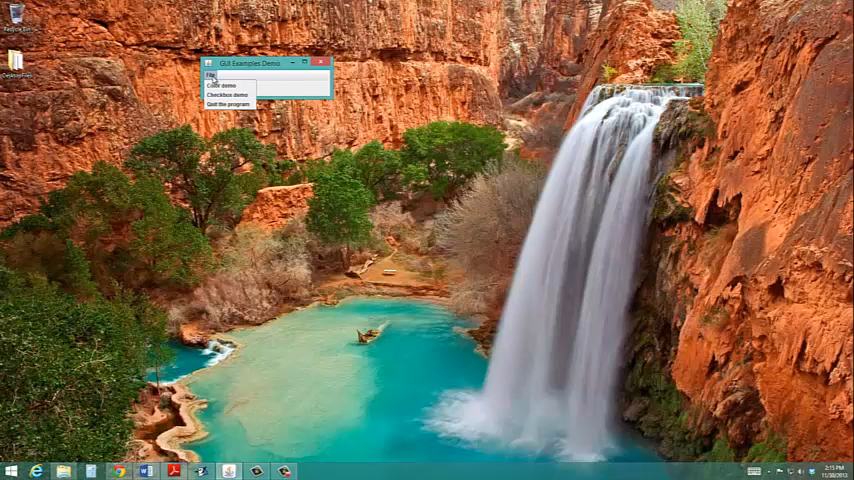 Recycle Bin
DesktopFiles
GUI Examples Demo
File
Color demo
Checkbox demo
Quit the program
2:15 PM
11/30/2013